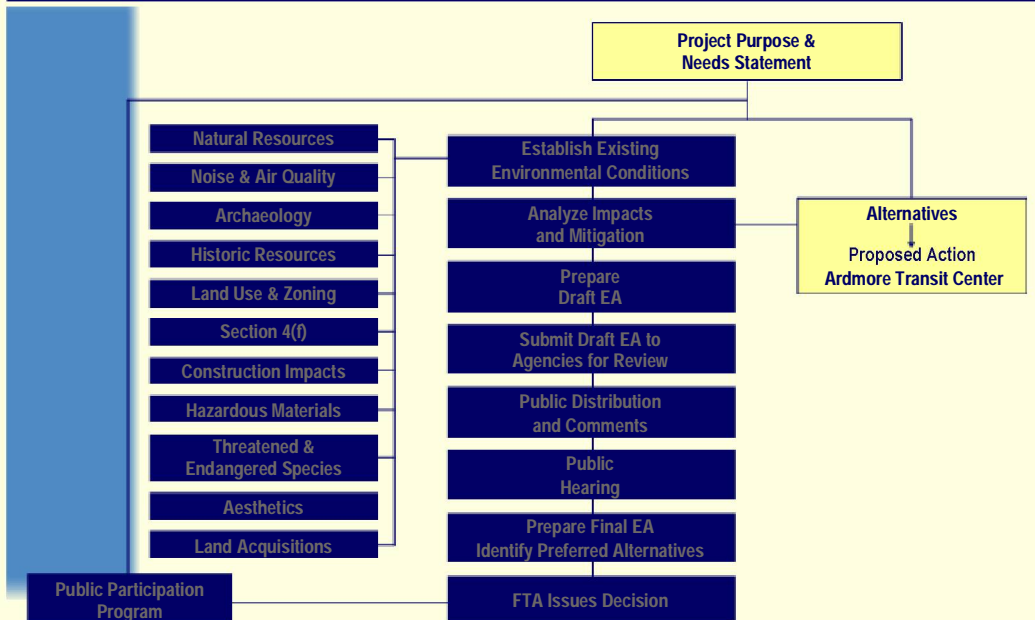 Project Purpose &
Needs Statement
Natural Resources
Noise & Air Quality
Archaeology
Historic Resources
Land Use & Zoning
Section 4(f)
Construction Impacts
Hazardous Materials
Threatened &
Endangered Species
Aesthetics
Land Acquisitions
Establish Existing
Environmental Conditions
Analyze Impacts
and Mitigation
Prepare
Draft EA
Submit Draft EA to
Agencies for Review
Public Distribution
and Comments
Public
Hearing
Prepare Final EA
Identify Preferred Alternatives
FTA Issues Decision
Alternatives
Proposed Action
Ardmore Transit Center
Public Participation
Program